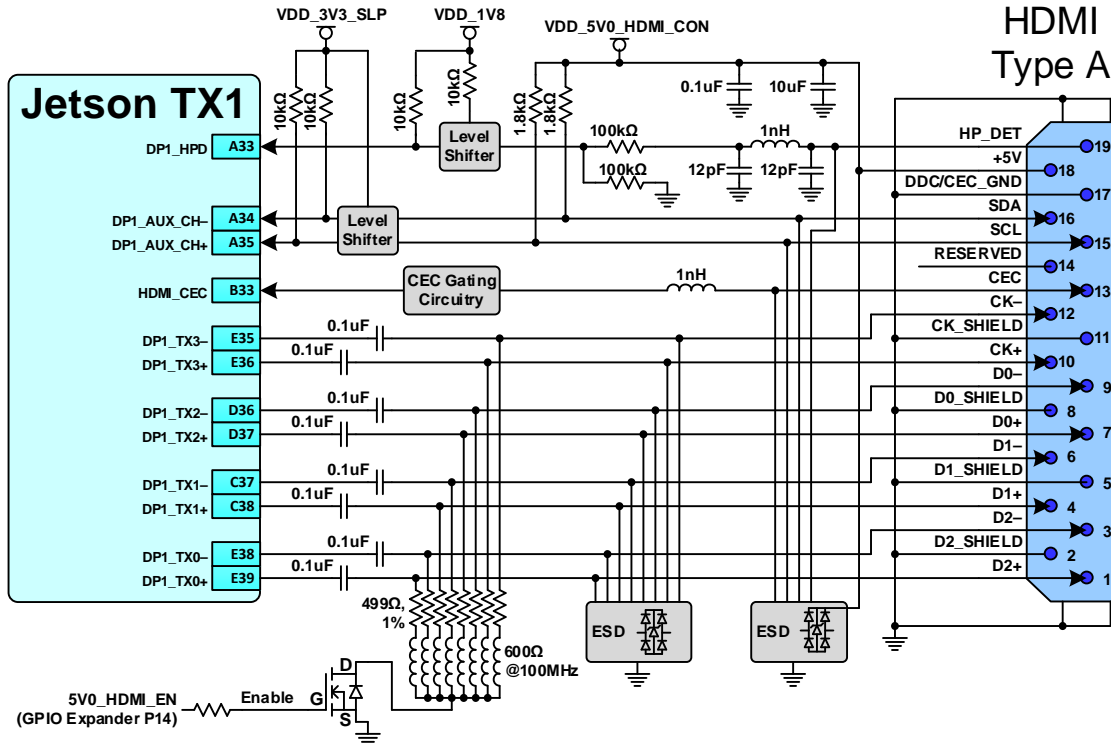 HDMI
Type A
VDD_3V3_SLP
VDD_1V8
VDD_5V0_HDMI_CON
Jetson TX1
10kΩ
10kΩ
10kΩ
10kΩ
1.8kΩ
1.8kΩ
0.1uF
10uF
Level
Shifter
100kΩ
100kΩ
1nH
12pF
12pF
DP1_HPD
A33
HP_DET
19
+5V
18
DDC/CEC_GND
17
DP1_AUX_CH–
A34
Level
Shifter
SDA
16
DP1_AUX_CH+
A35
SCL
15
RESERVED
14
HDMI_CEC
B33
CEC Gating
Circuitry
1nH
CEC
13
CK–
12
DP1_TX3–
E35
0.1uF
CK_SHIELD
11
DP1_TX3+
E36
0.1uF
CK+
10
D0–
9
DP1_TX2–
D36
0.1uF
D0_SHIELD
8
DP1_TX2+
D37
0.1uF
D0+
7
D1–
6
DP1_TX1–
C37
0.1uF
D1_SHIELD
5
DP1_TX1+
C38
0.1uF
D1+
4
D2–
3
DP1_TX0–
E38
0.1uF
D2_SHIELD
2
DP1_TX0+
E39
0.1uF
D2+
1
499Ω,
1%
600Ω
@100MHz
ESD
ESD
5V0_HDMI_EN
(GPIO Expander P14)
Enable
G
D
S